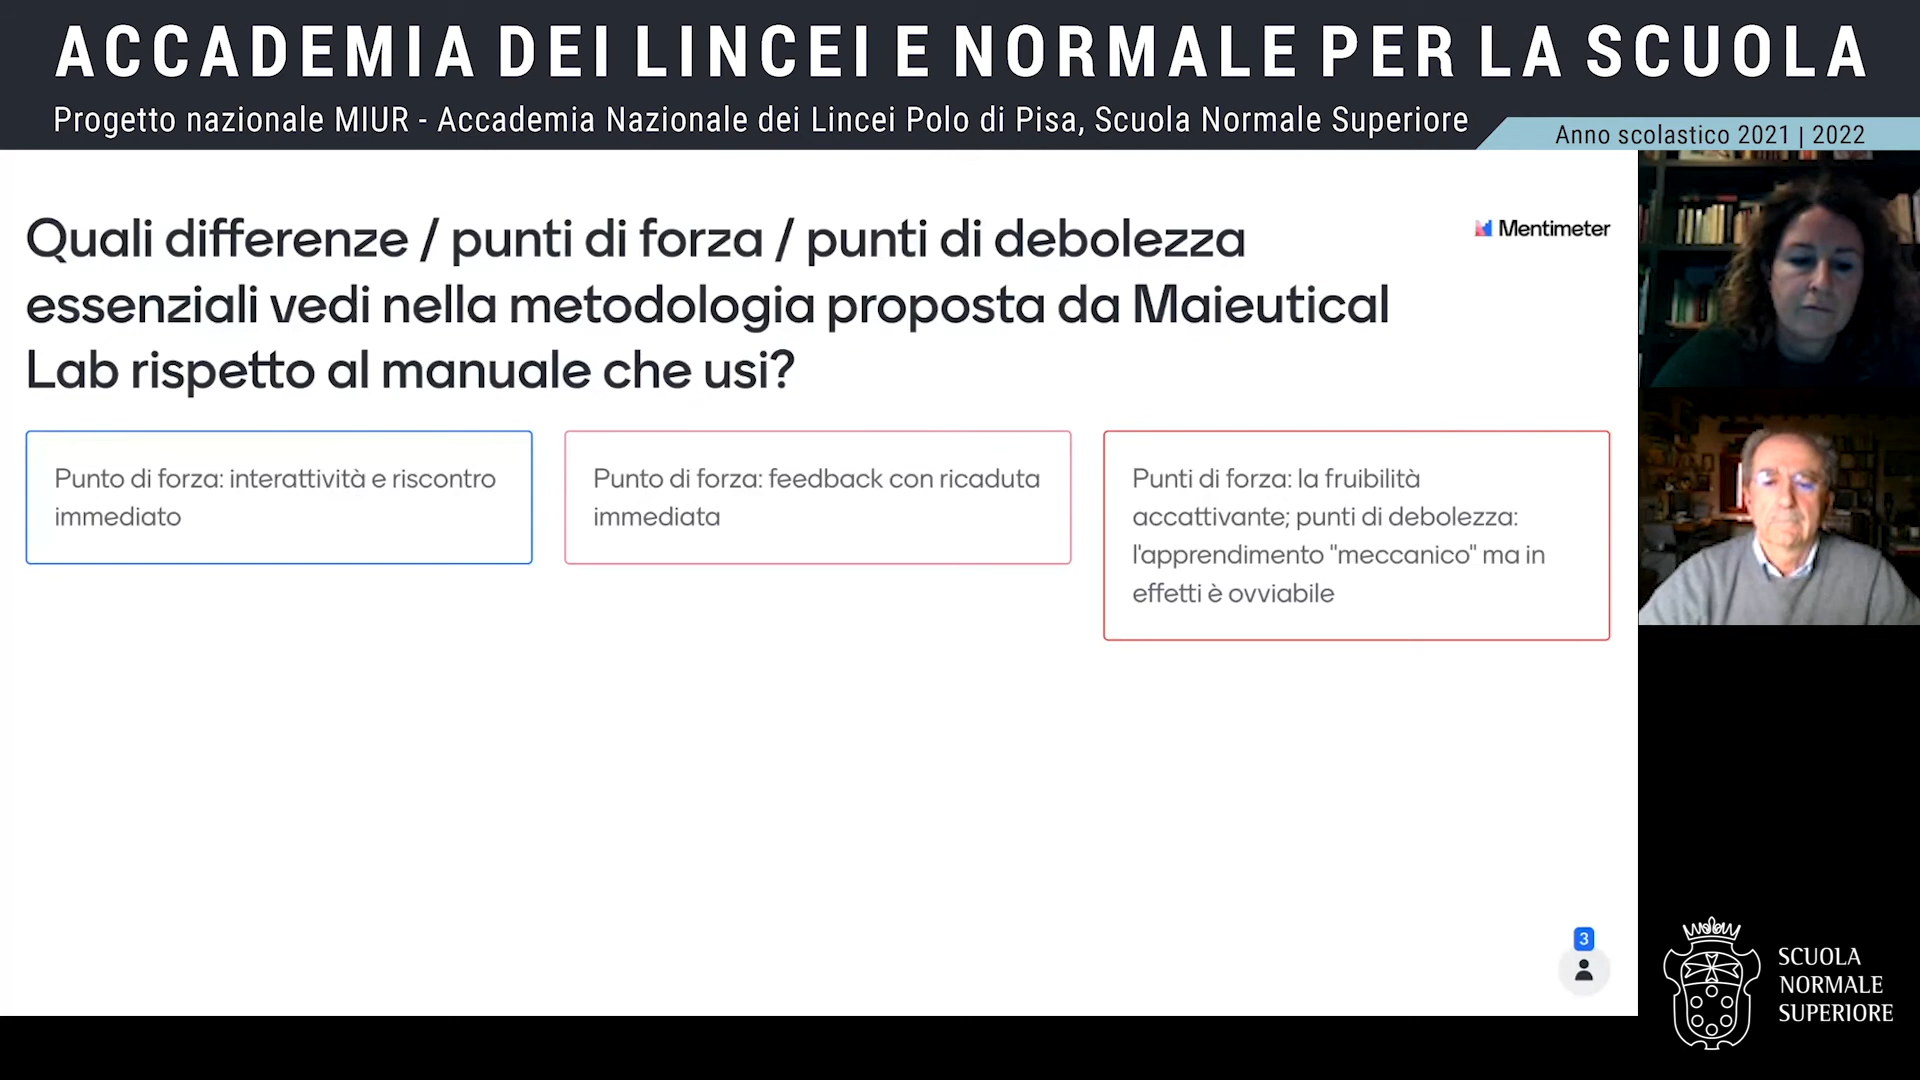 ACCADEMIA DEI LINCEI E NORMALE PER LA SCUOLA
Progetto nazionale MIUR - Accademia Nazionale dei Lincei Polo di Pisa, Scuola Normale Superiore
Anno scolastico 2021 | 2022
Quali differenze / punti di forza / punti di debolezza
essenziali vedi nella metodologia proposta da Maieutical
Lab rispetto al manuale che usi?
Mentimeter
Punto di forza: interattività e riscontro
immediato
Punto di forza: feedback con ricaduta
immediata
Punti di forza: la fruibilità
accattivante; punti di debolezza:
l'apprendimento "meccanico" ma in
effetti è ovviabile
3
SCUOLA
NORMALE
SUPERIORE